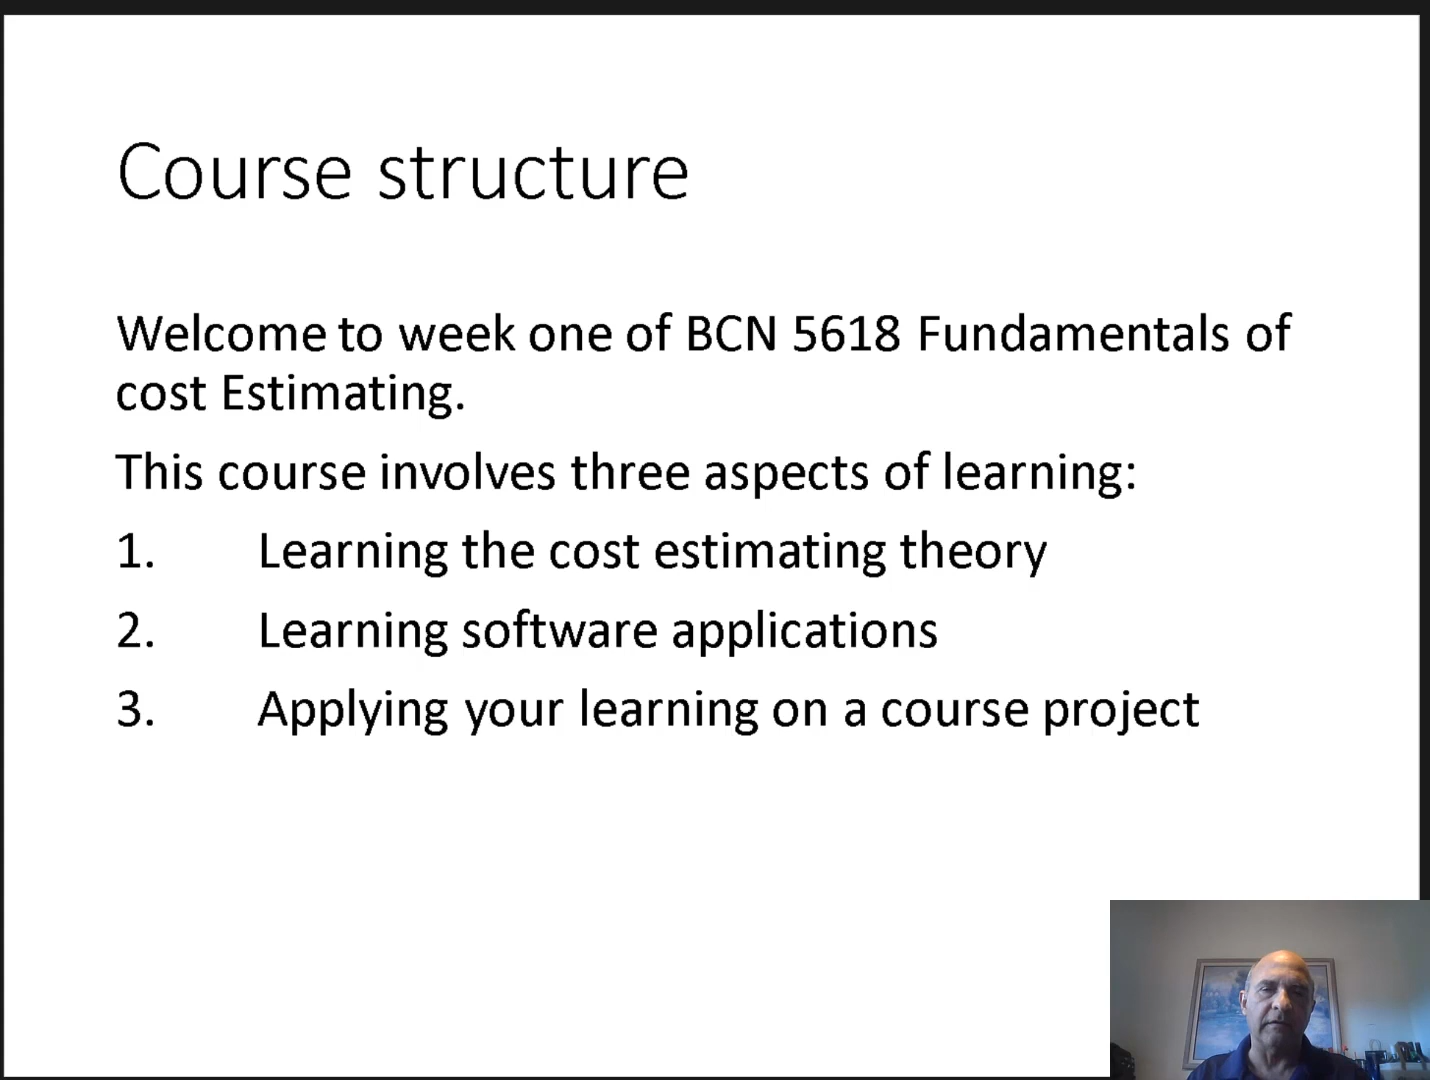 Course structure
Welcome to week one of BCN 5618 Fundamentals of
cost Estimating.
This course involves three aspects of learning:
1. Learning the cost estimating theory
2. Learning software applications
3. Applying your learning on a course project